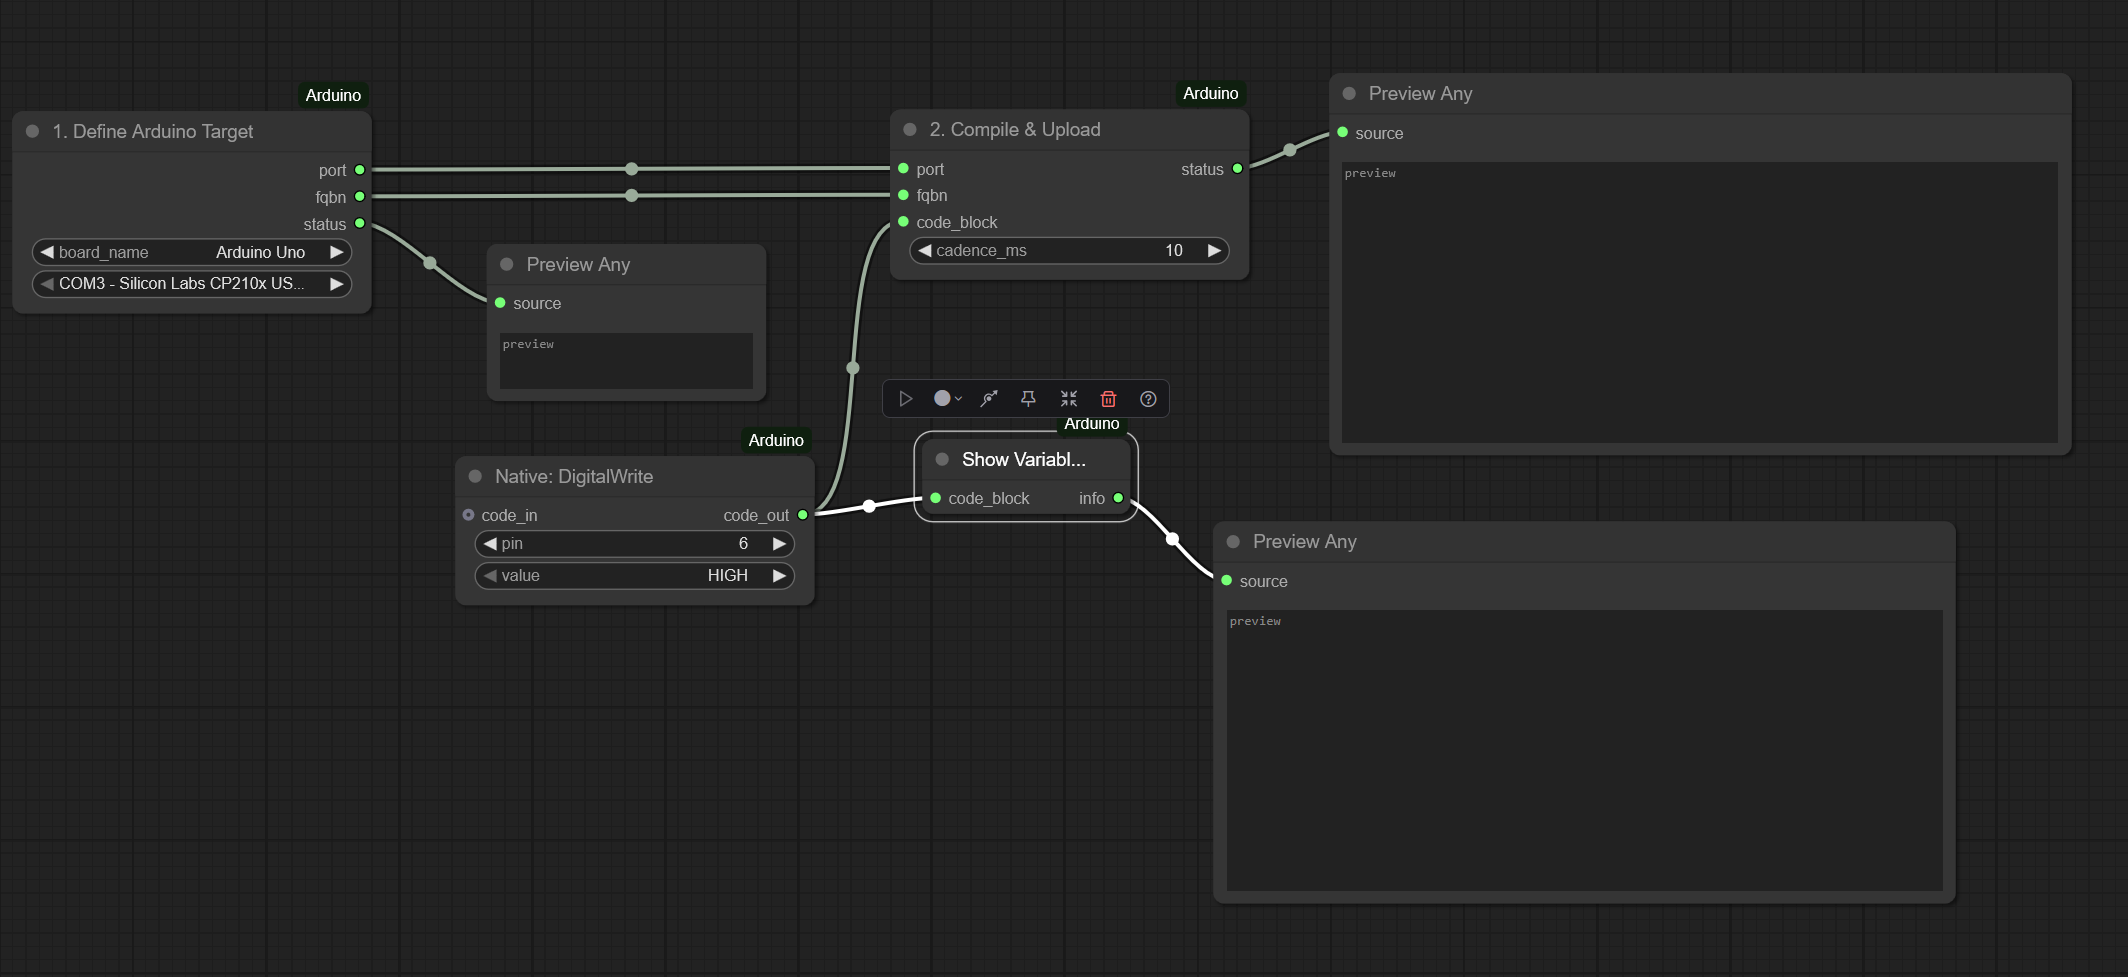 Arduino
1. Define Arduino Target
port
fqbn
status
board_name Arduino Uno
COM3 - Silicon Labs CP210x US...
Preview Any
source
preview
Arduino
2. Compile & Upload
port status
fqbn
code_block
cadence_ms 10
Preview Any
source
preview
Arduino
Native: DigitalWrite
code_in code_out
pin 6
value HIGH
Arduino
Show Variabl...
code_block info
Preview Any
source
preview